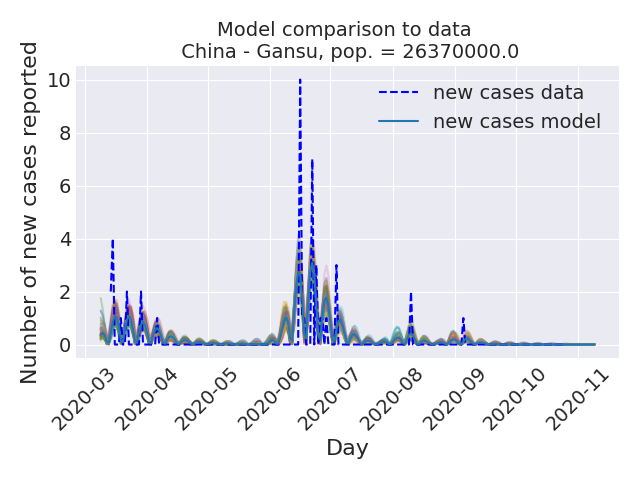 Model comparison to data
China - Gansu, pop. = 26370000.0
new cases data
new cases model
Number of new cases reported
10
8
6
4
2
0
2020-03
2020-04
2020-05
2020-06
2020-07
2020-08
2020-09
2020-10
2020-11
Day